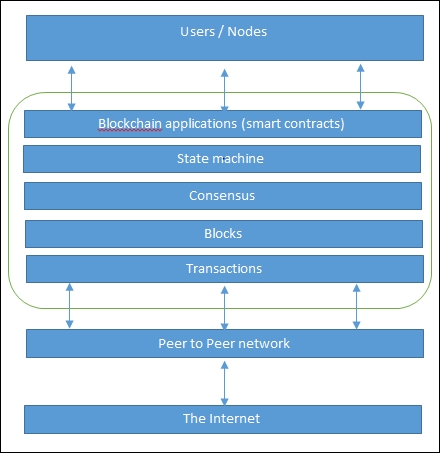 Users / Nodes
Blockchain applications (smart contracts)
State machine
Consensus
Blocks
Transactions
Peer to Peer network
The Internet